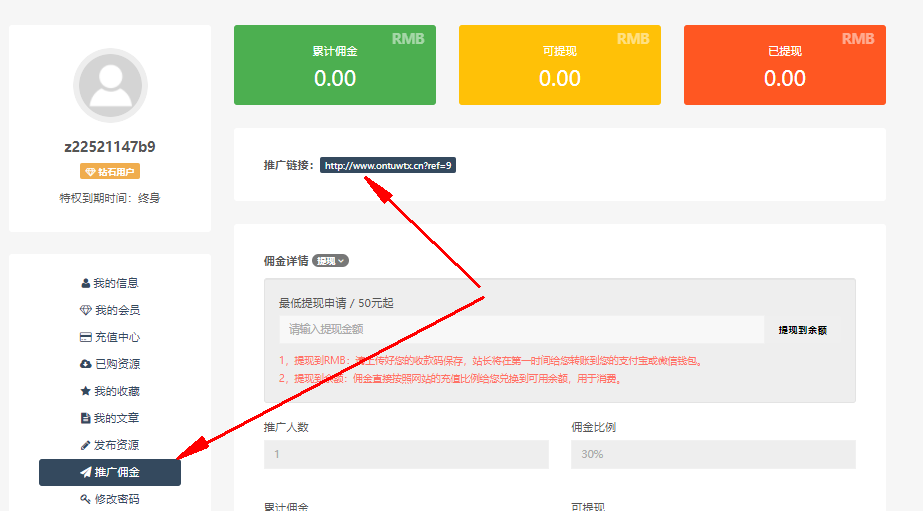 z22521147b9
钻石用户
特权到期时间：终身
我的信息
我的会员
充值中心
已购资源
我的收藏
我的文章
发布资源
推广佣金
修改密码
RMB
累计佣金
0.00
RMB
可提现
0.00
RMB
已提现
0.00
推广链接： http://www.ontuwtx.cn?ref=9
佣金详情 提现
最低提现申请 / 50元起
请输入提现金额 提现到余额
1，提现到RMB：请上传好您的收款码保存，站长将在第一时间给您转账到您的支付宝或微信钱包。
2，提现到余额：佣金直接按照网站的充值比例给您兑换到可用余额，用于消费。
推广人数 佣金比例
1 30%
累计佣金 可提现